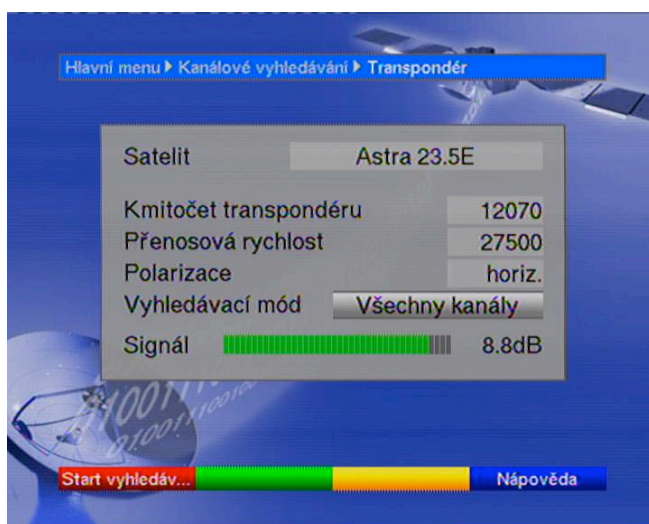 Hlavní menu ▸ Kanálové vyhledávání ▸ Transpondér
Satelit Astra 23.5E
Kmitočet transpondéru 12070
Přenosová rychlost 27500
Polarizace horiz.
Vyhledávací mód Všechny kanály
Signál 8.8dB
Start vyhledáv... Nápověda